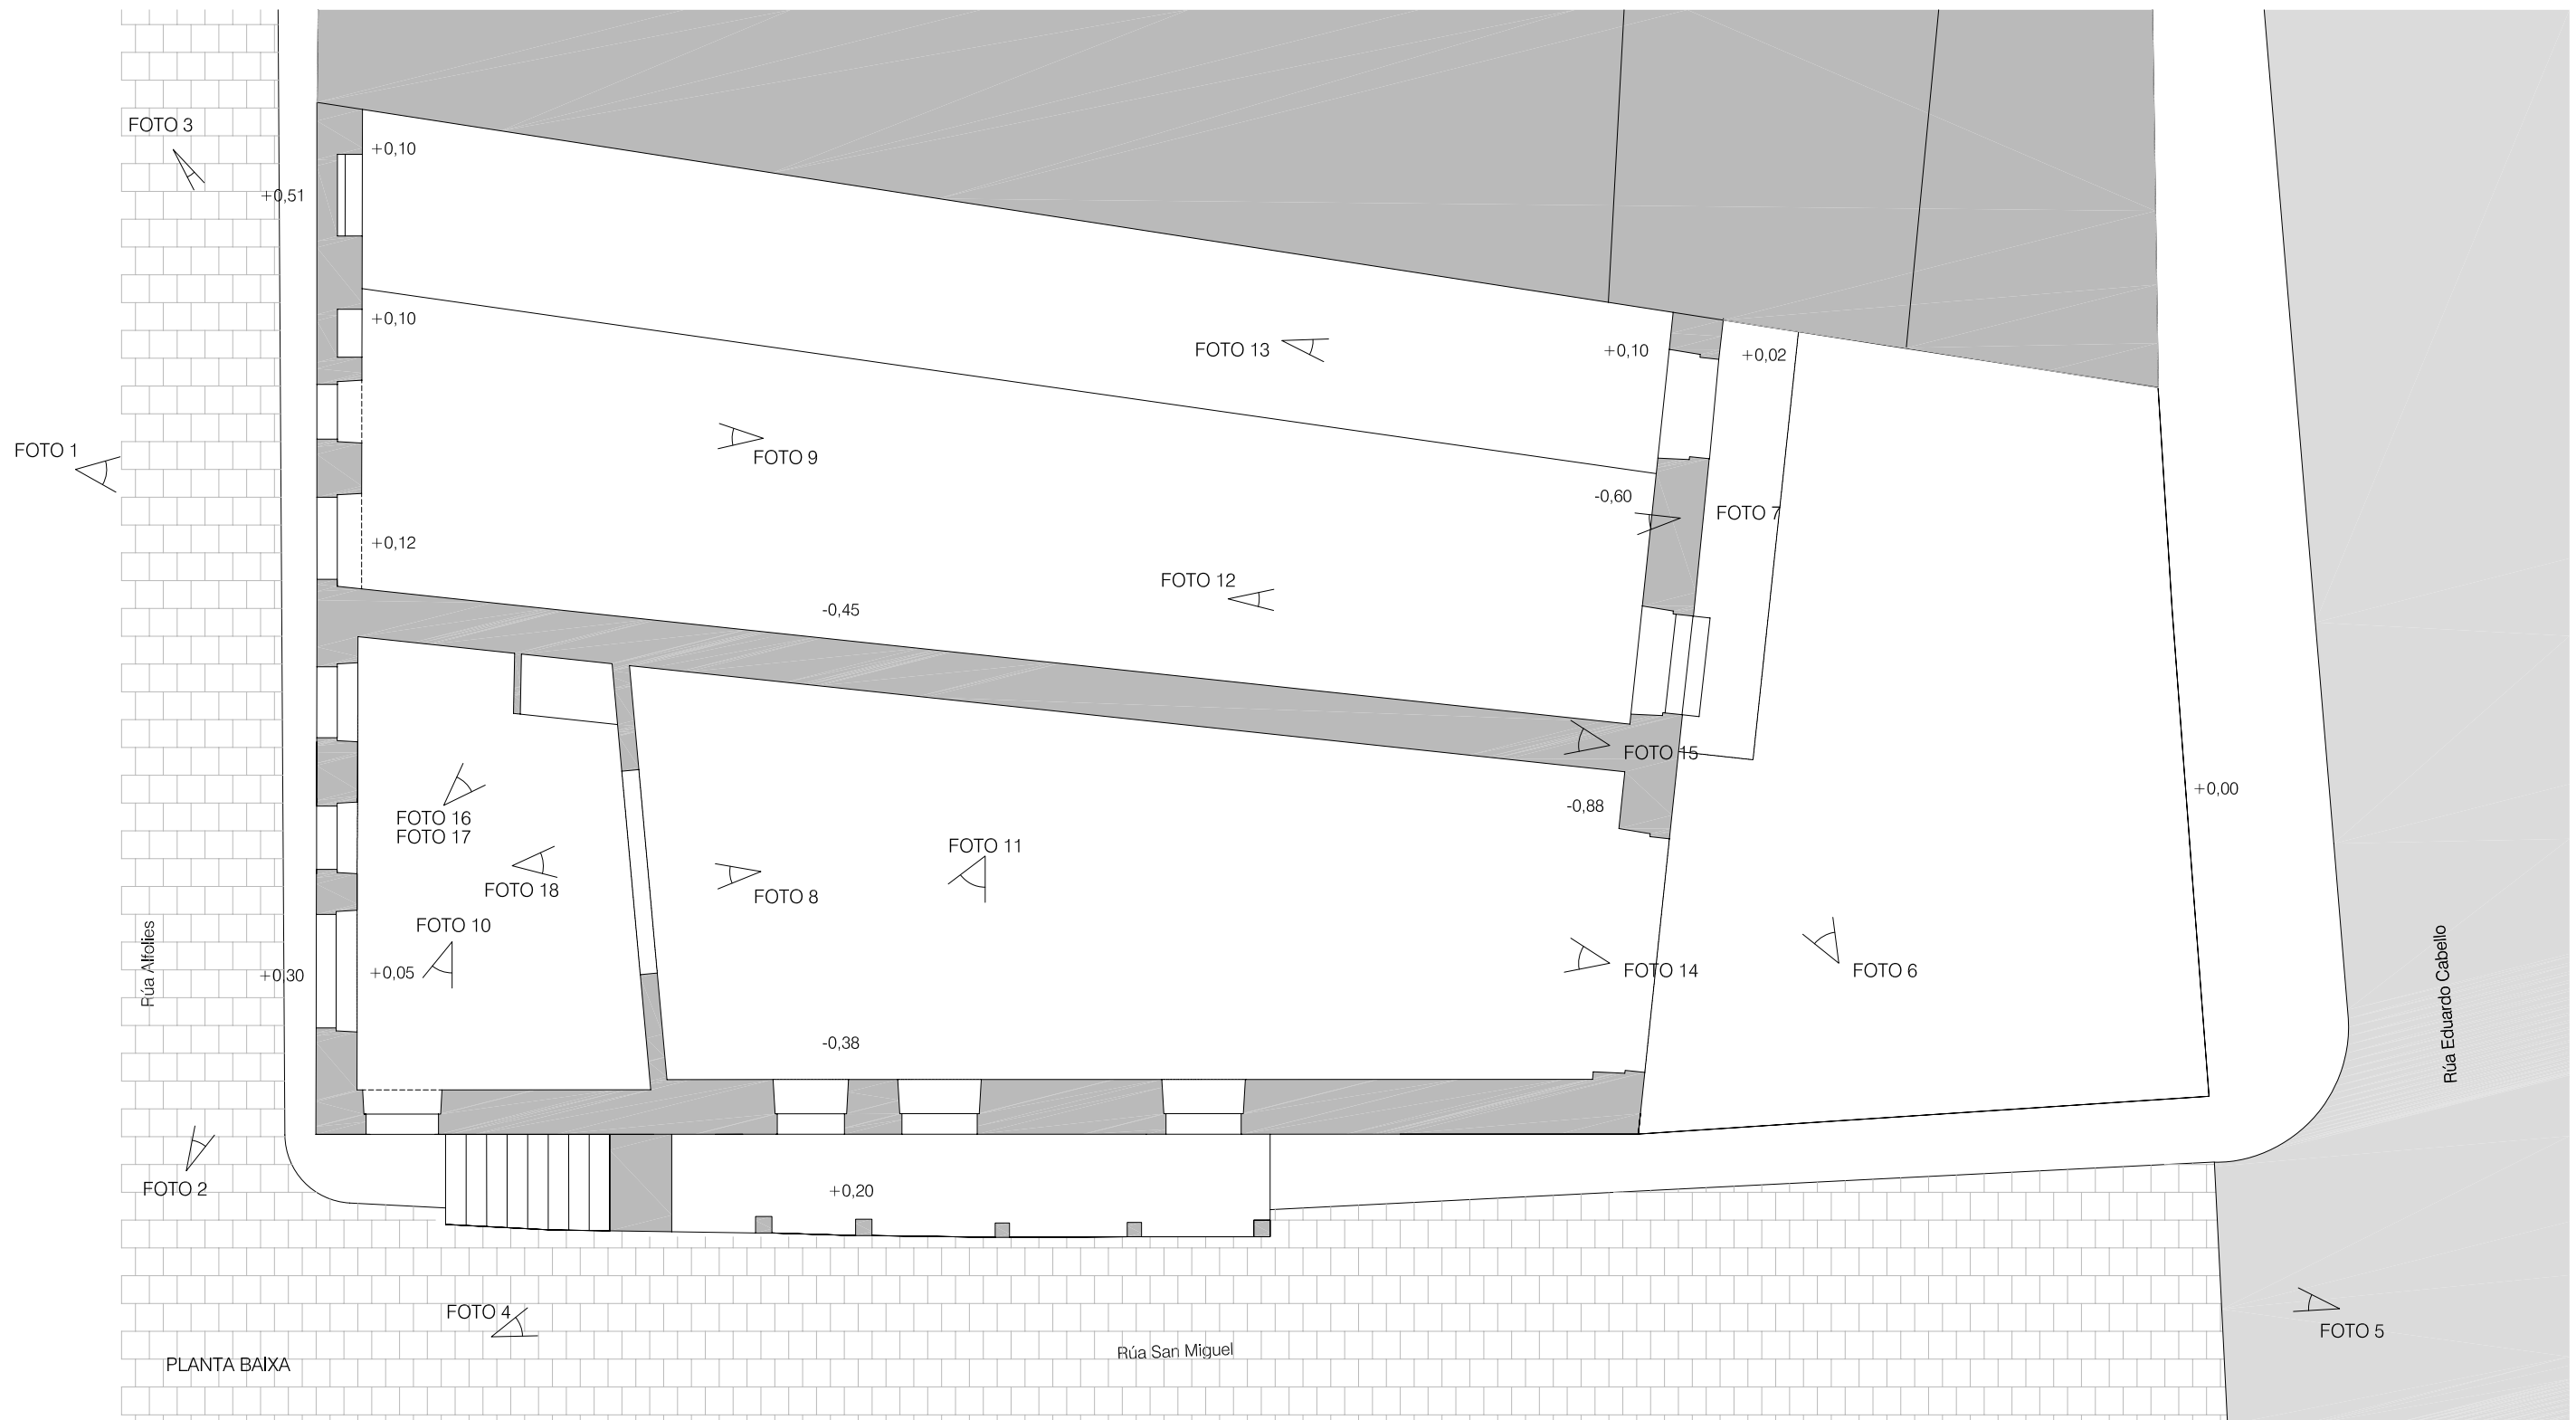 FOTO 3
+0,10
+0,51
+0,10
FOTO 13
+0,10
+0,02
FOTO 1
FOTO 9
-0,60
FOTO 7
+0,12
FOTO 12
-0,45
FOTO 15
+0,00
-0,88
FOTO 16
FOTO 17
FOTO 11
FOTO 18
FOTO 8
FOTO 10
Rúa Alfolies
+0,30
+0,05
FOTO 14
FOTO 6
Rúa Eduardo Cabello
-0,38
FOTO 2
+0,20
FOTO 4
FOTO 5
Rúa San Miguel
PLANTA BAIXA